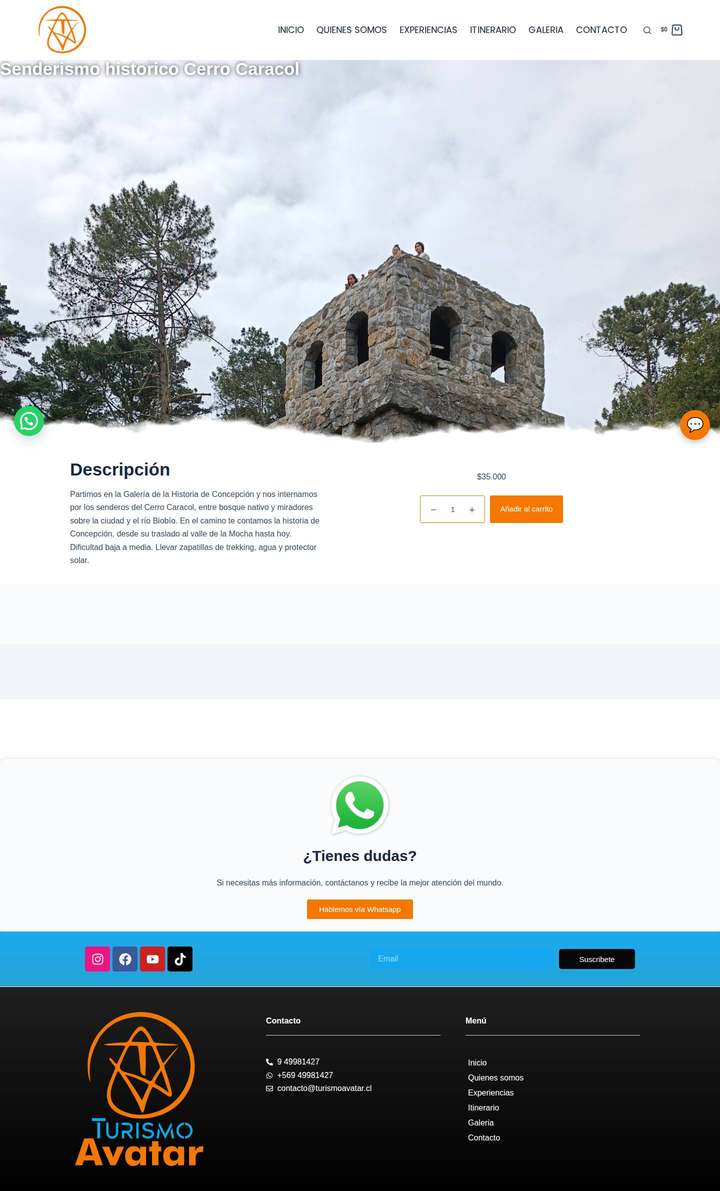 INICIO QUIENES SOMOS EXPERIENCIAS ITINERARIO GALERIA CONTACTO $0
Senderismo historico Cerro Caracol
Descripción
Partimos en la Galería de la Historia de Concepción y nos internamos
por los senderos del Cerro Caracol, entre bosque nativo y miradores
sobre la ciudad y el río Biobío. En el camino te contamos la historia de
Concepción, desde su traslado al valle de la Mocha hasta hoy.
Dificultad baja a media. Llevar zapatillas de trekking, agua y protector
solar.
$35.000
− 1 + Añadir al carrito
¿Tienes dudas?
Si necesitas más información, contáctanos y recibe la mejor atención del mundo.
Hablemos vía Whatsapp
Email
Suscribete
TURISMO
Avatar
Contacto
9 49981427
+569 49981427
contacto@turismoavatar.cl
Menú
Inicio
Quienes somos
Experiencias
Itinerario
Galeria
Contacto